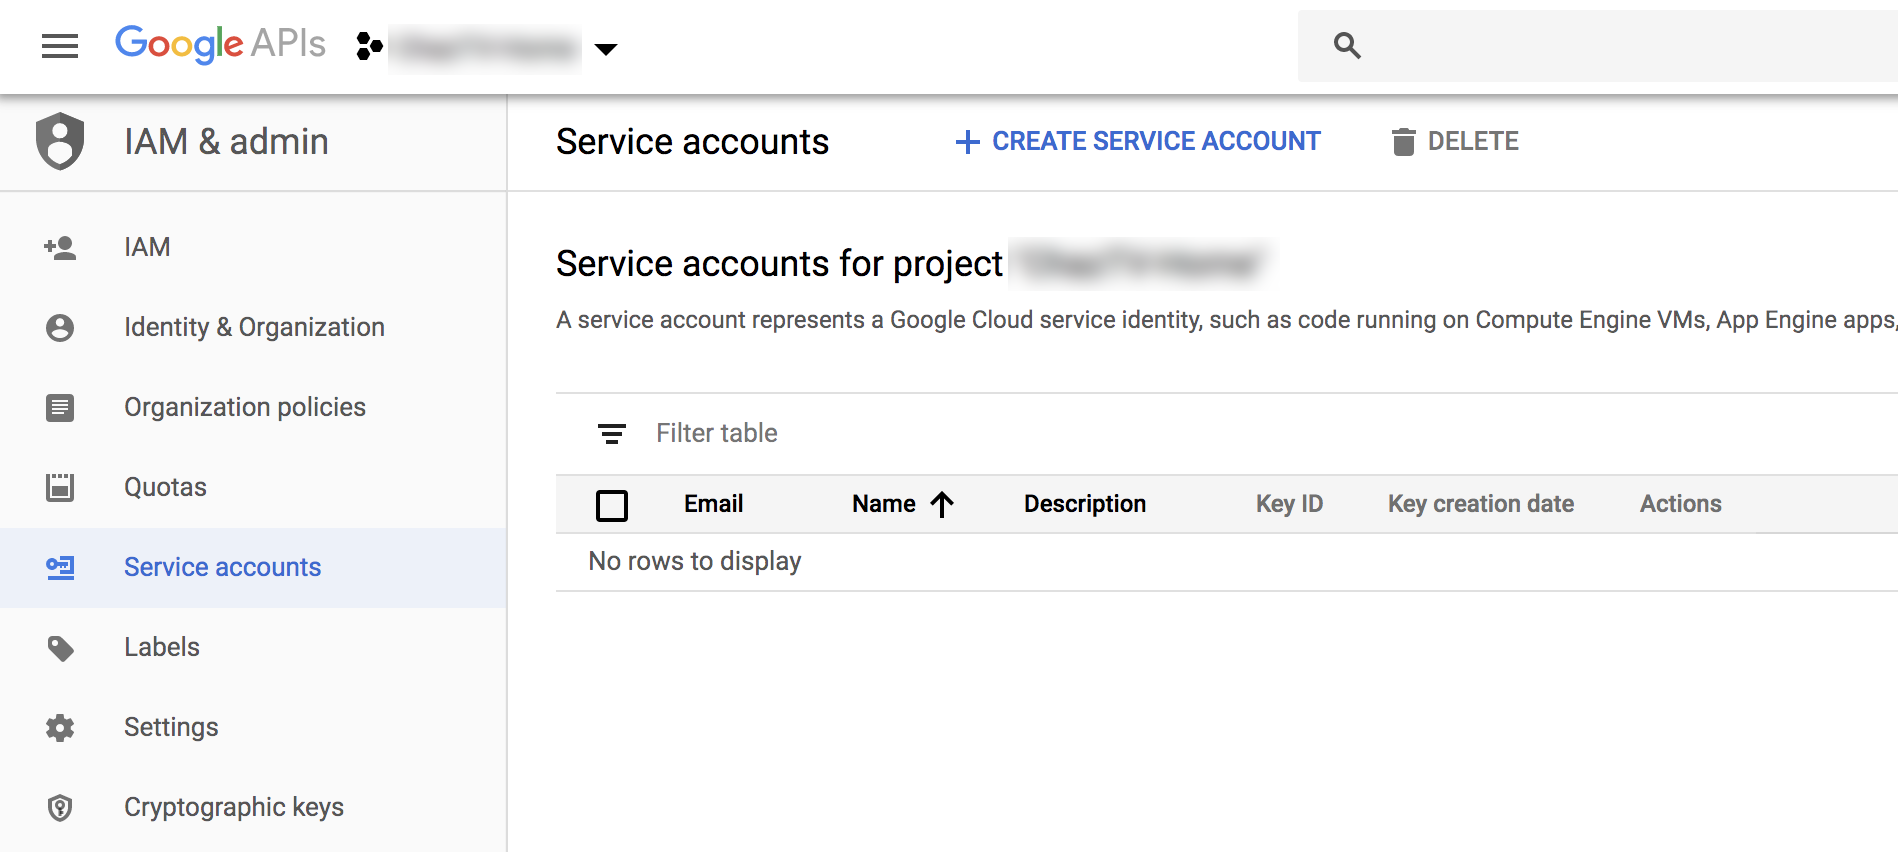 Google APIs
IAM & admin
Service accounts
CREATE SERVICE ACCOUNT
DELETE
IAM
Identity & Organization
Organization policies
Quotas
Service accounts
Labels
Settings
Cryptographic keys
Service accounts for project
A service account represents a Google Cloud service identity, such as code running on Compute Engine VMs, App Engine apps,
Filter table
Email Name Description Key ID Key creation date Actions
No rows to display